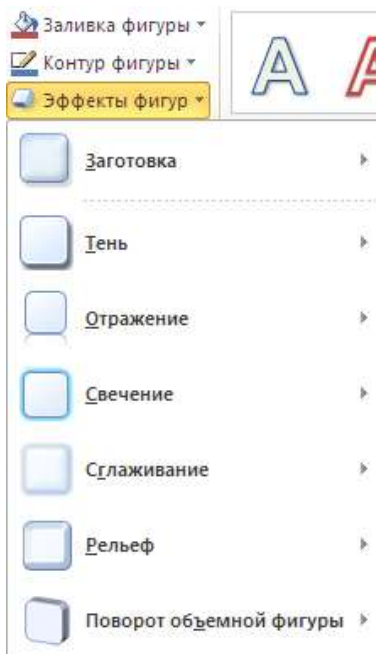 Заливка фигуры
Контур фигуры
Эффекты фигур
Заготовка
Тень
Отражение
Свечение
Сглаживание
Рельеф
Поворот объемной фигуры
A